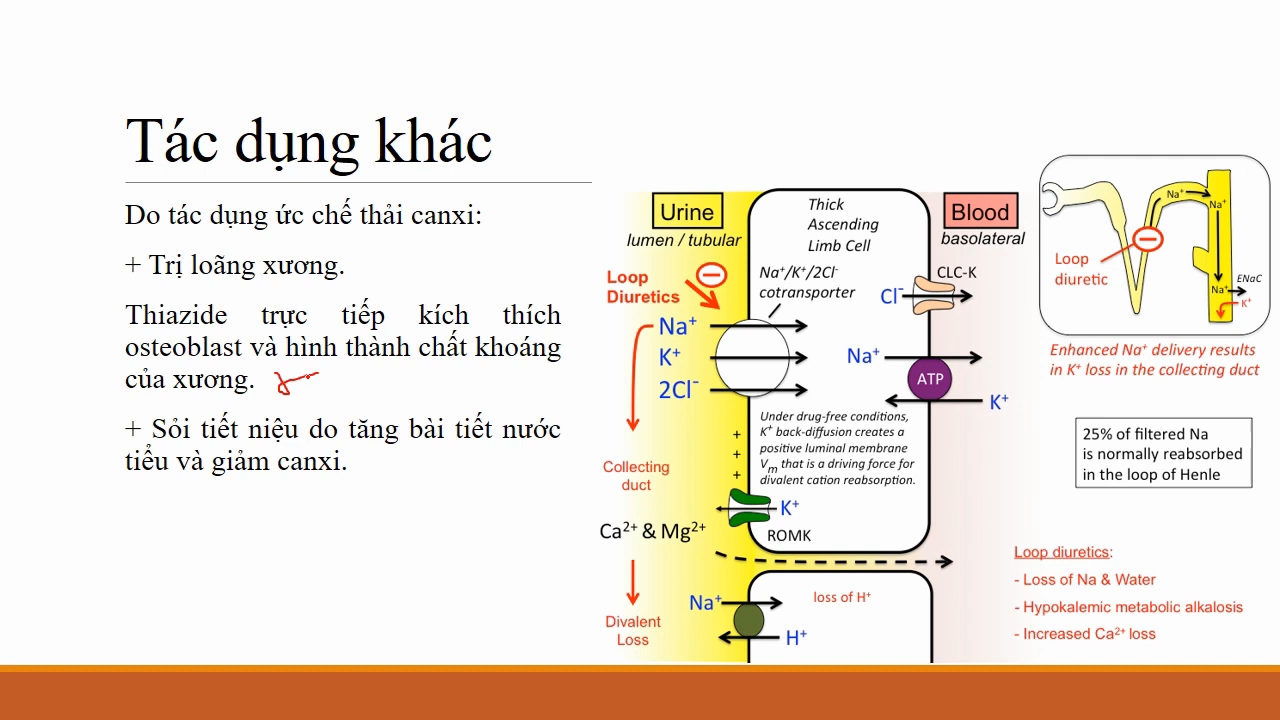 Tác dụng khác
Do tác dụng ức chế thải canxi:
+ Trị loãng xương.
Thiazide trực tiếp kích thích
osteoblast và hình thành chất khoáng
của xương.
+ Sỏi tiết niệu do tăng bài tiết nước
tiểu và giảm canxi.
Urine
lumen / tubular
Thick
Ascending
Limb Cell
Blood
basolateral
Loop
Diuretics
Na⁺/K⁺/2Cl⁻
cotransporter
CLC-K
Cl⁻
Na⁺
K⁺
2Cl⁻
Na⁺
ATP
K⁺
Under drug-free conditions,
K⁺ back-diffusion creates a
positive luminal membrane
Vm that is a driving force for
divalent cation reabsorption.
+
+
+
Collecting
duct
K⁺
ROMK
Ca²⁺ & Mg²⁺
Na⁺
loss of H⁺
H⁺
Divalent
Loss
Loop
diuretic
Na⁺
Na⁺
Na⁺
ENaC
K⁺
Enhanced Na⁺ delivery results
in K⁺ loss in the collecting duct
25% of filtered Na
is normally reabsorbed
in the loop of Henle
Loop diuretics:
- Loss of Na & Water
- Hypokalemic metabolic alkalosis
- Increased Ca²⁺ loss